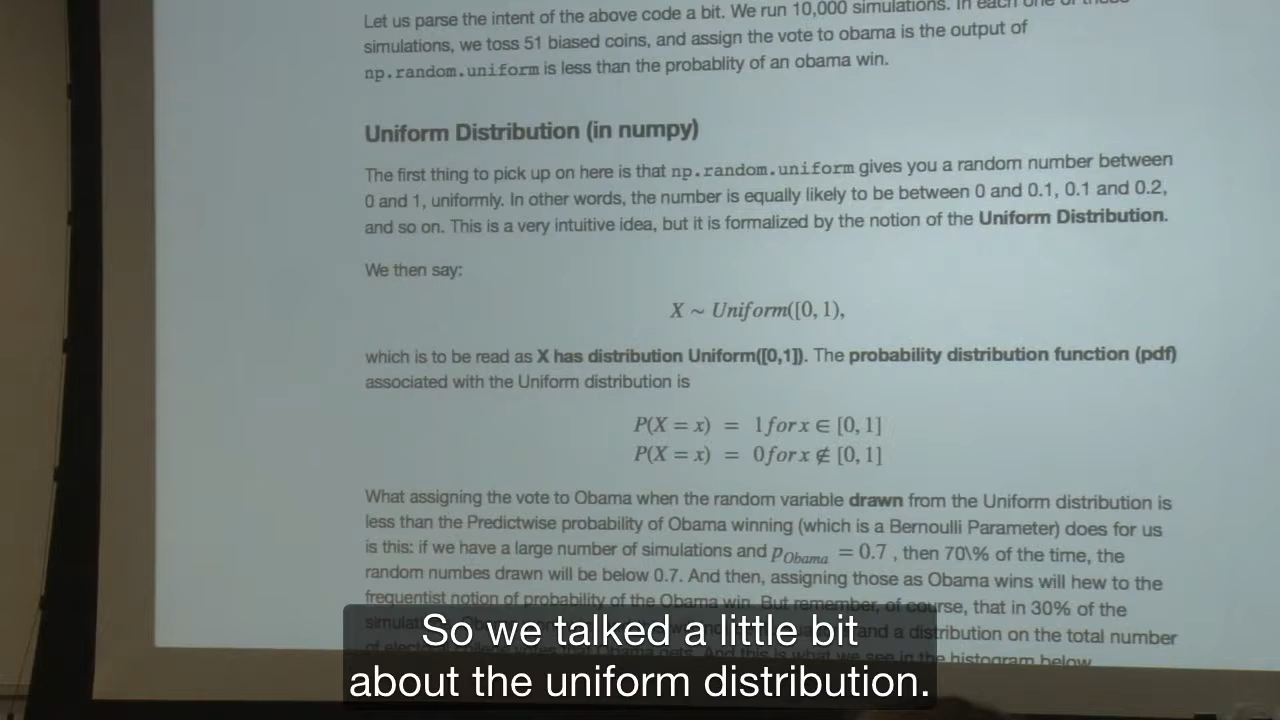 Let us parse the intent of the above code a bit. We run 10,000 simulations. In each one of these
simulations, we toss 51 biased coins, and assign the vote to obama is the output of
np.random.uniform is less than the probablity of an obama win.
Uniform Distribution (in numpy)
The first thing to pick up on here is that np.random.uniform gives you a random number between
0 and 1, uniformly. In other words, the number is equally likely to be between 0 and 0.1, 0.1 and 0.2,
and so on. This is a very intuitive idea, but it is formalized by the notion of the Uniform Distribution.
We then say:
X ~ Uniform([0, 1),
which is to be read as X has distribution Uniform([0,1]). The probability distribution function (pdf)
associated with the Uniform distribution is
P(X = x) = 1 for x ∈ [0, 1]
P(X = x) = 0 for x ∉ [0, 1]
What assigning the vote to Obama when the random variable drawn from the Uniform distribution is
less than the Predictwise probability of Obama winning (which is a Bernoulli Parameter) does for us
is this: if we have a large number of simulations and p_Obama = 0.7 , then 70\% of the time, the
random numbes drawn will be below 0.7. And then, assigning those as Obama wins will hew to the
frequentist notion of probability of the Obama win. But remember, of course, that in 30% of the
and a distribution on the total number
And this is what we see in the histogram below
So we talked a little bit
about the uniform distribution.